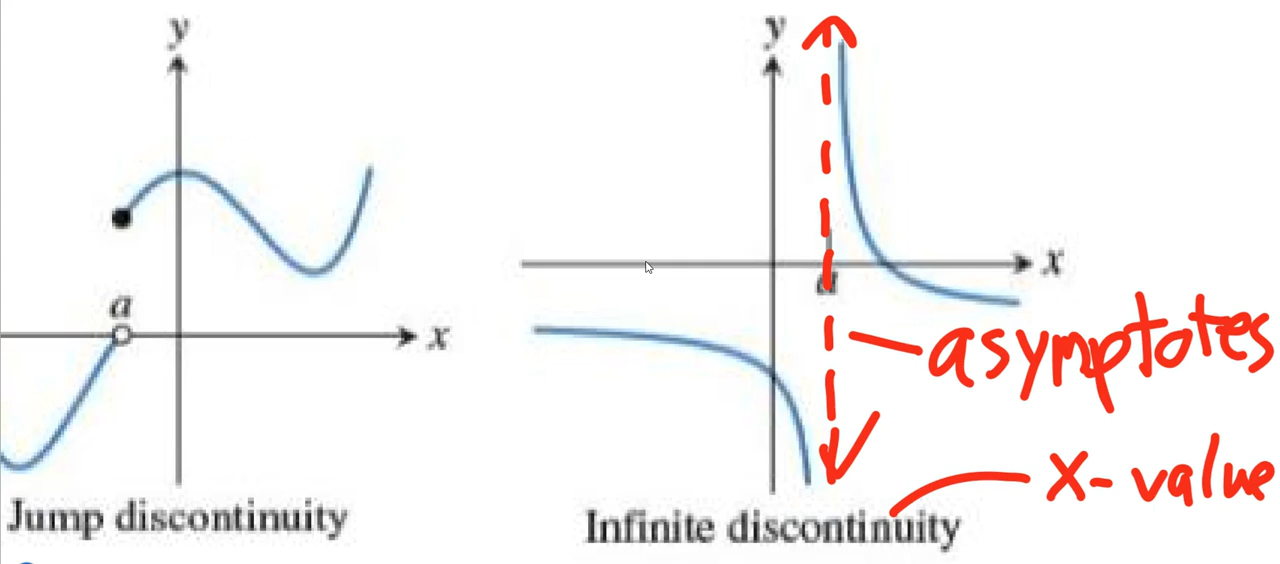 y
y
a
x
x
a
asymptotes
x-value
Jump discontinuity
Infinite discontinuity